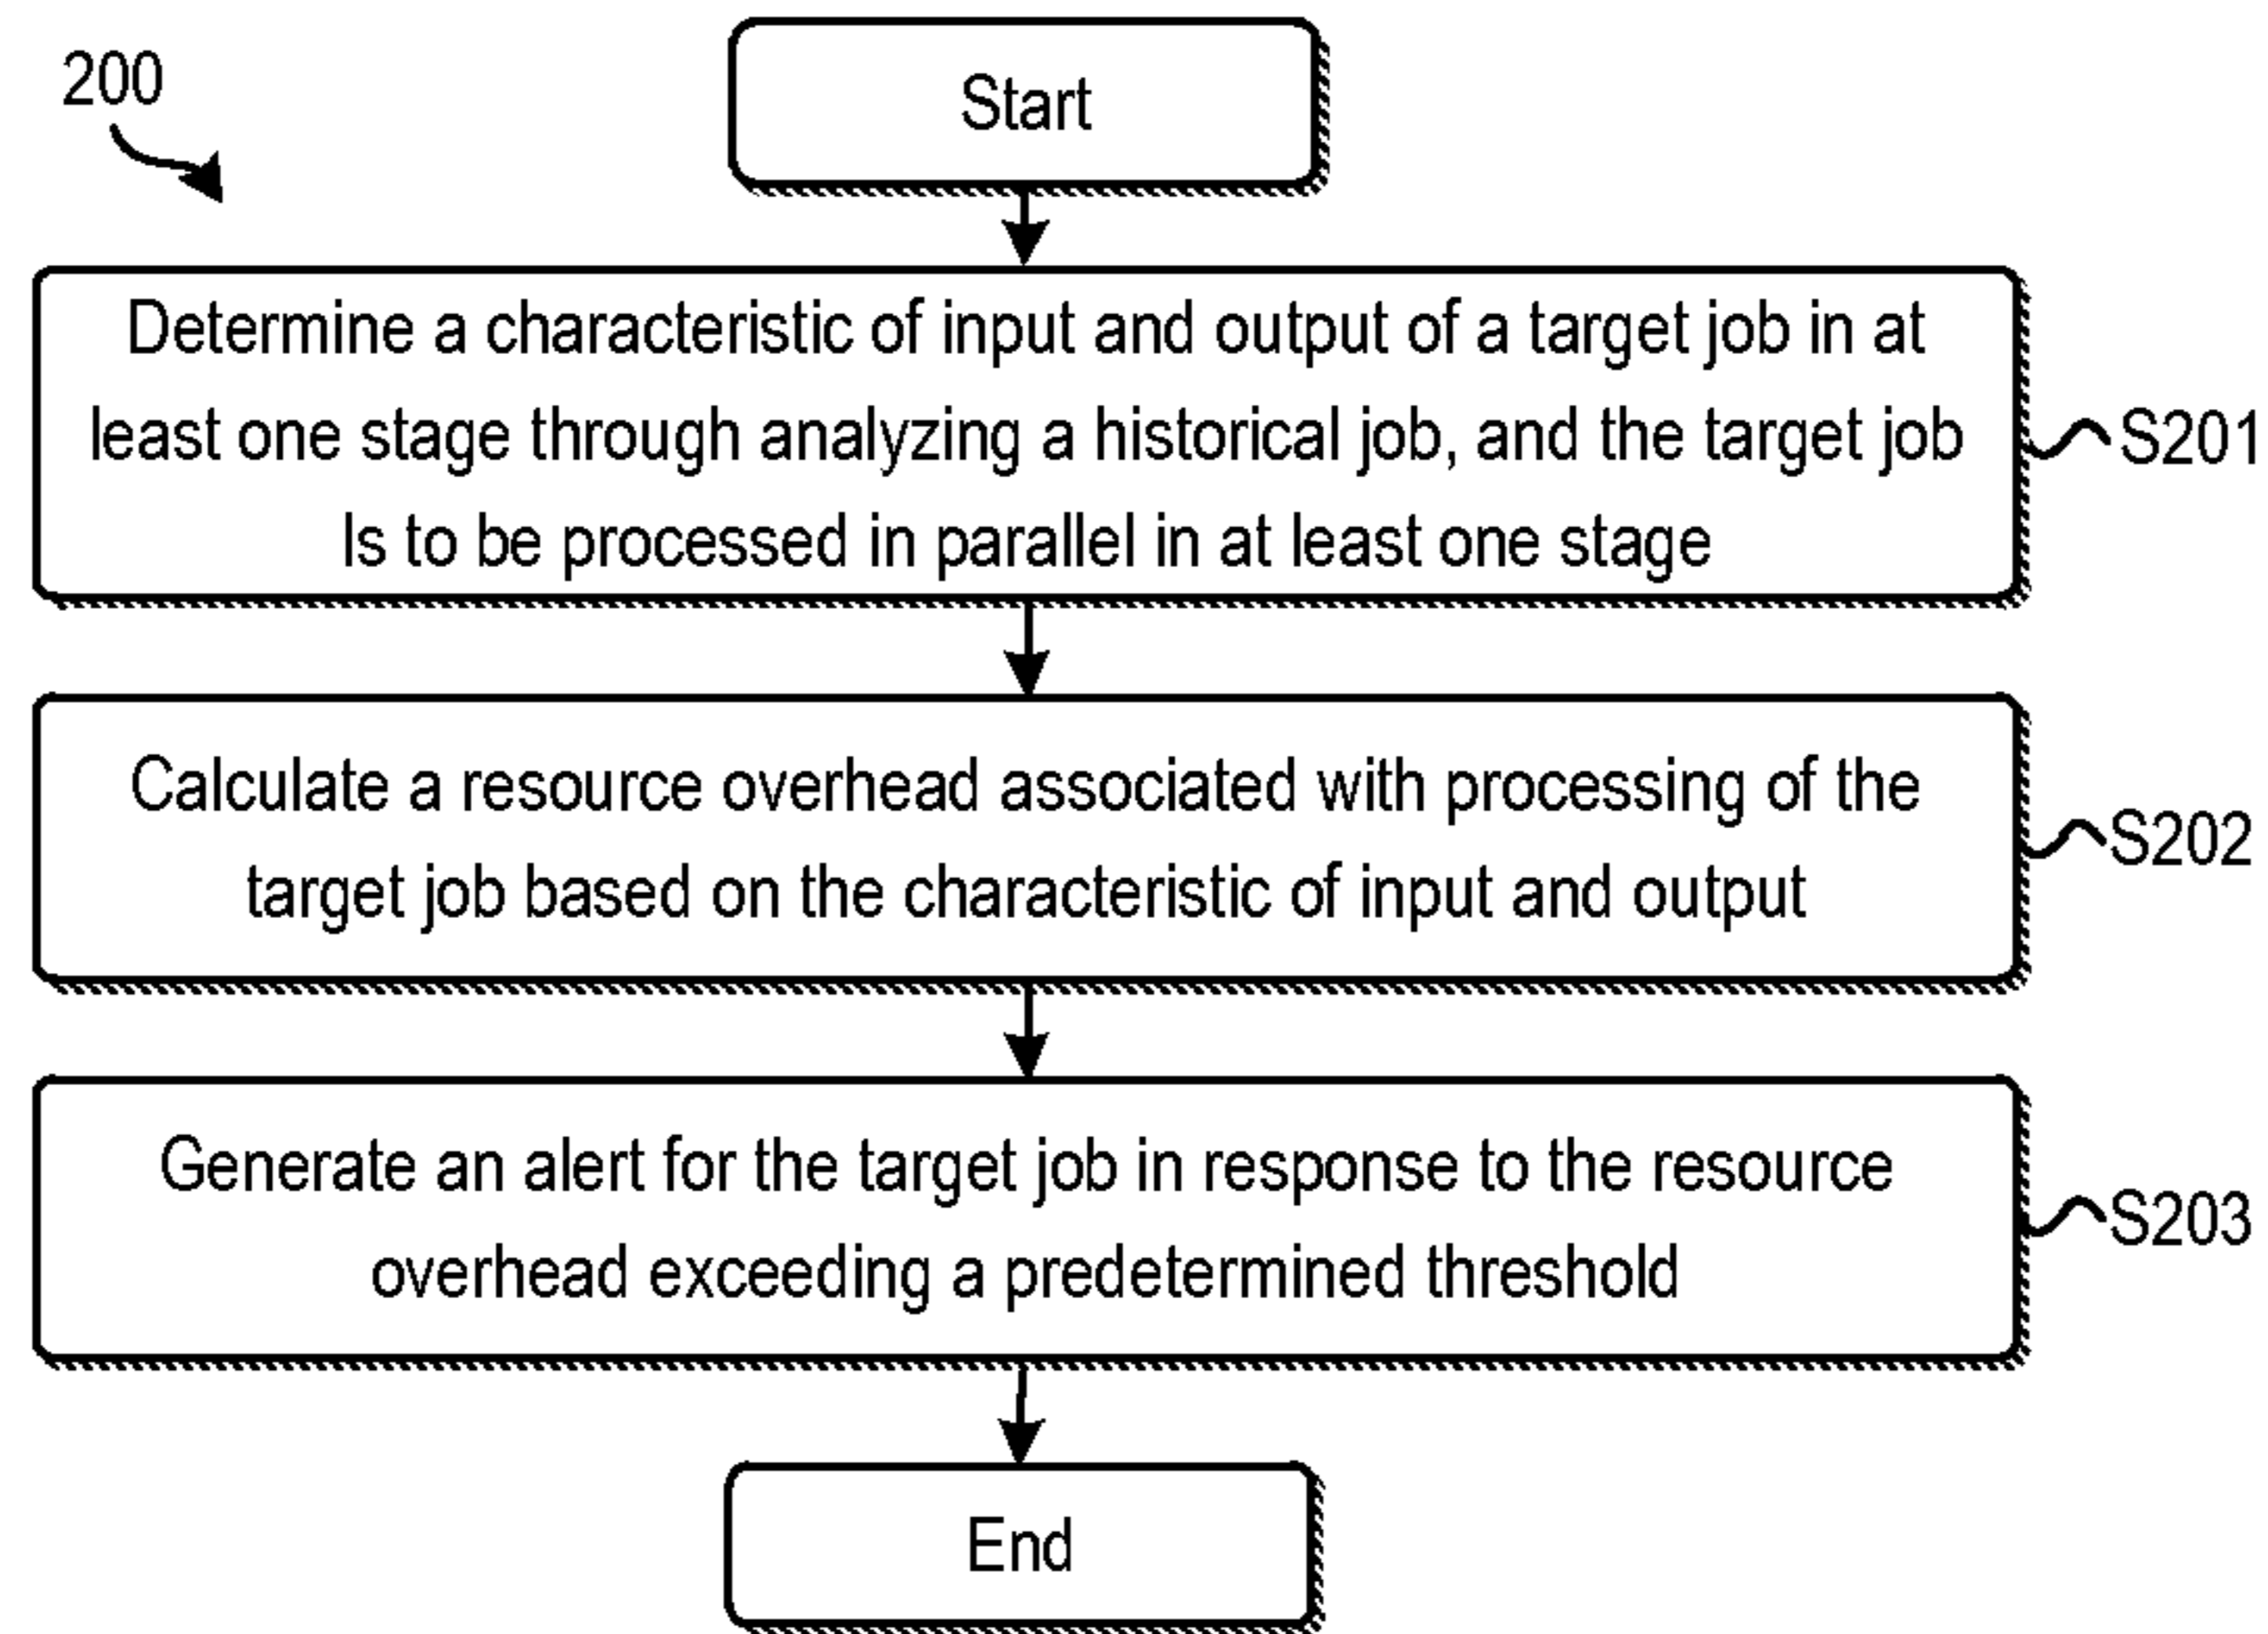 200
Start
Determine a characteristic of input and output of a target job in at
least one stage through analyzing a historical job, and the target job
Is to be processed in parallel in at least one stage
S201
Calculate a resource overhead associated with processing of the
target job based on the characteristic of input and output
S202
Generate an alert for the target job in response to the resource
overhead exceeding a predetermined threshold
S203
End